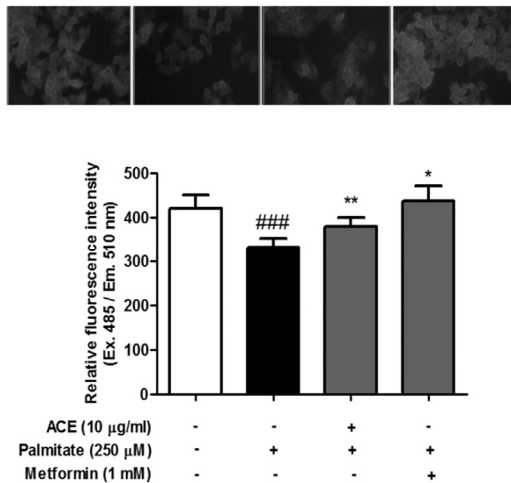 Relative fluorescence intensity
(Ex. 485 / Em. 510 nm)
500
400
300
200
100
0
###
**
*
ACE (10 µg/ml) - - + -
Palmitate (250 µM) - + + +
Metformin (1 mM) - - - +